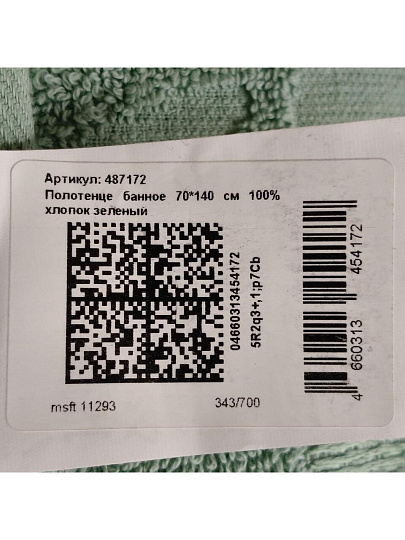 Артикул: 487172
Полотенце банное 70*140 см 100%
хлопок зеленый
04660313454172
5R2q3+,1:p7Cb
4 660313 454172
msft 11293
343/700